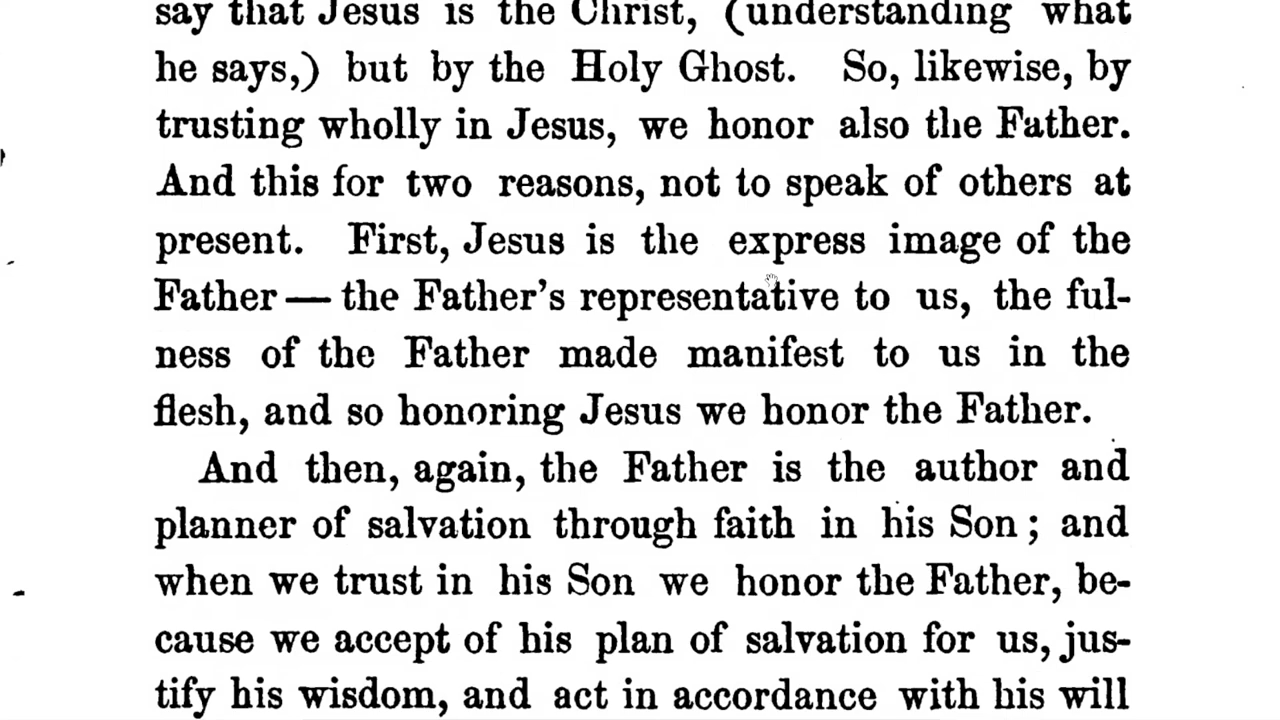 say that Jesus is the Christ, (understanding what
he says,) but by the Holy Ghost. So, likewise, by
trusting wholly in Jesus, we honor also the Father.
And this for two reasons, not to speak of others at
present. First, Jesus is the express image of the
Father — the Father's representative to us, the ful-
ness of the Father made manifest to us in the
flesh, and so honoring Jesus we honor the Father.
And then, again, the Father is the author and
planner of salvation through faith in his Son; and
when we trust in his Son we honor the Father, be-
cause we accept of his plan of salvation for us, jus-
tify his wisdom, and act in accordance with his will